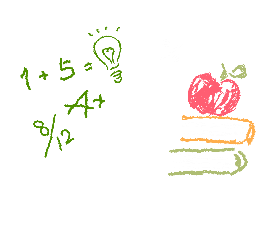 1 + 5 =
A+
8/12